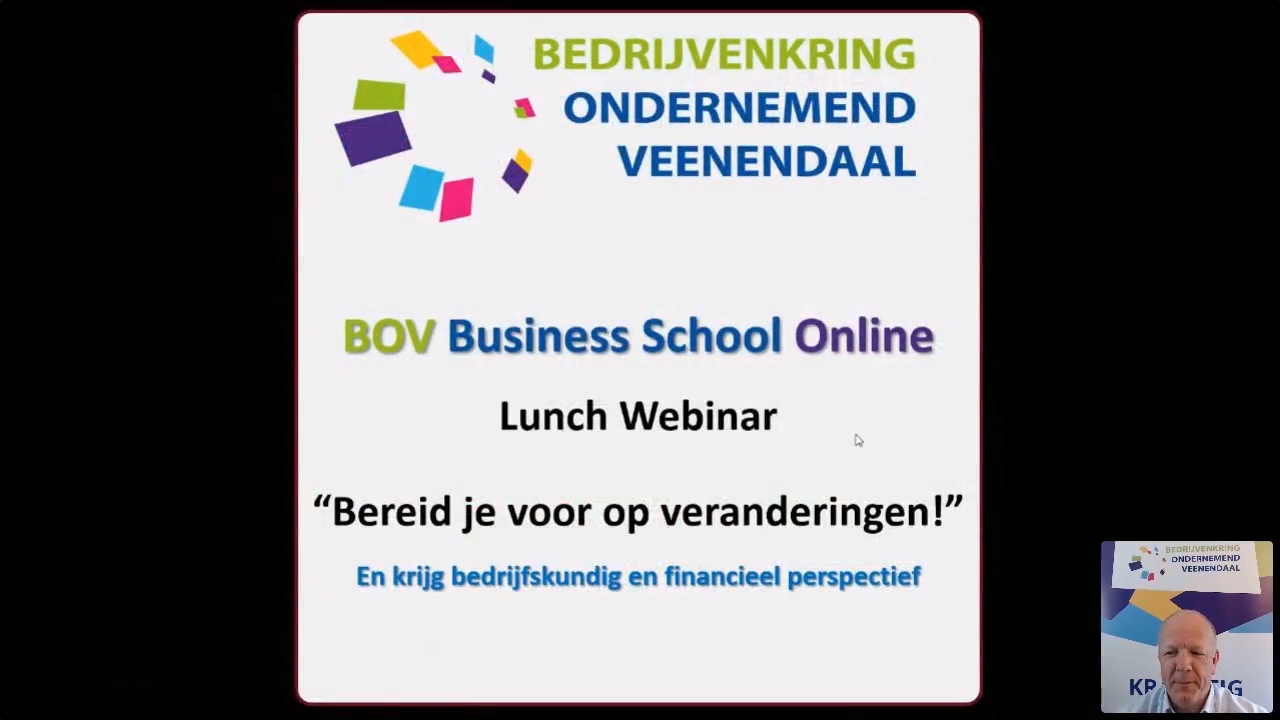 BEDRIJVENKRING
ONDERNEMEND
VEENENDAAL
BOV Business School Online
Lunch Webinar
“Bereid je voor op veranderingen!”
En krijg bedrijfskundig en financieel perspectief
BEDRIJVENKRING
ONDERNEMEND
VEENENDAAL